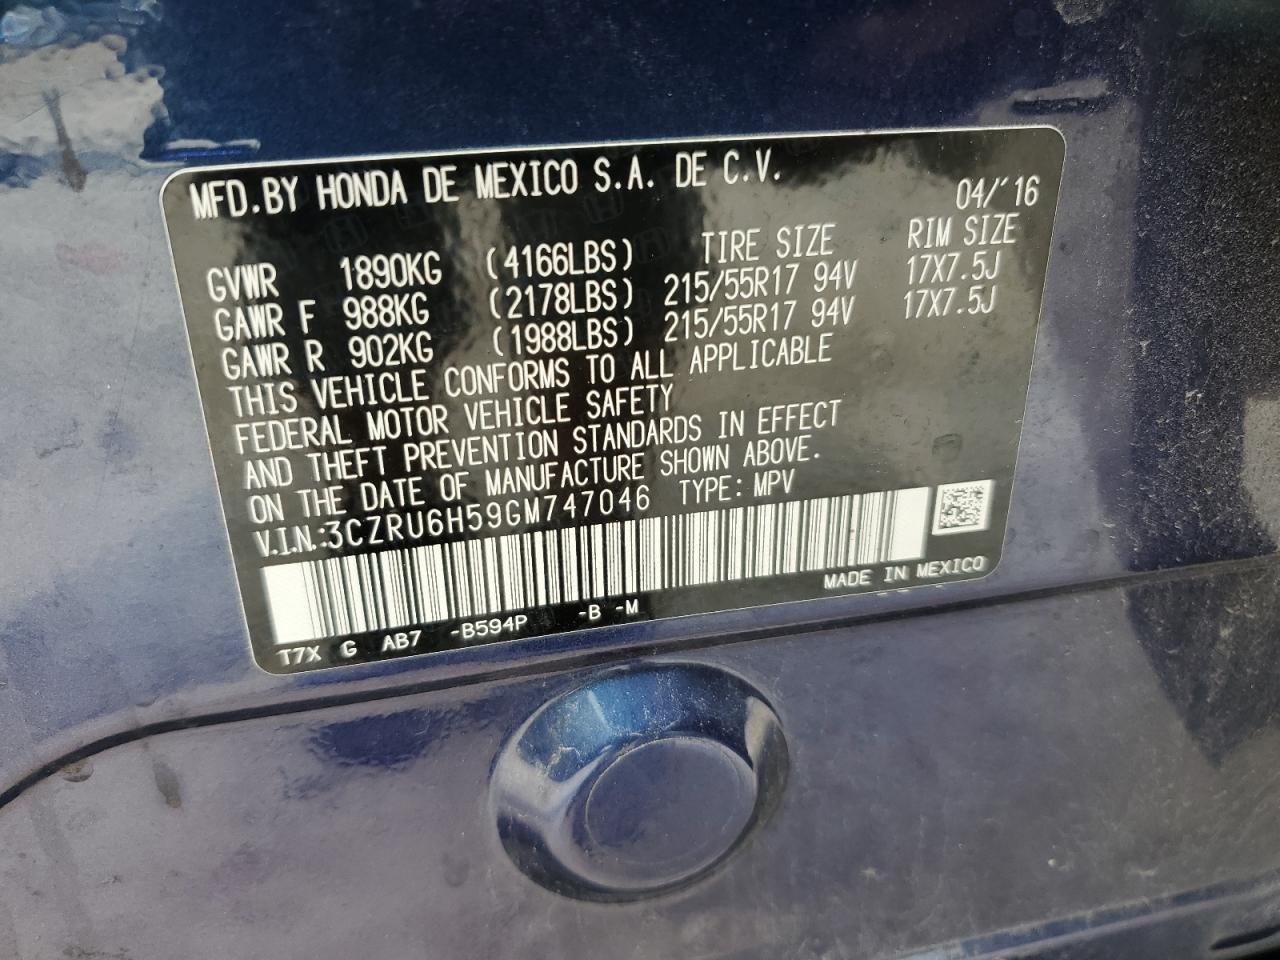 MFD.BY HONDA DE MEXICO S.A. DE C.V.
04/'16
TIRE SIZE RIM SIZE
GVWR 1890KG (4166LBS)
GAWR F 988KG (2178LBS) 215/55R17 94V 17X7.5J
GAWR R 902KG (1988LBS) 215/55R17 94V 17X7.5J
THIS VEHICLE CONFORMS TO ALL APPLICABLE
FEDERAL MOTOR VEHICLE SAFETY
AND THEFT PREVENTION STANDARDS IN EFFECT
ON THE DATE OF MANUFACTURE SHOWN ABOVE.
V.I.N.:3CZRU6H59GM747046 TYPE: MPV
MADE IN MEXICO
T7X G AB7 -B594P -B -M